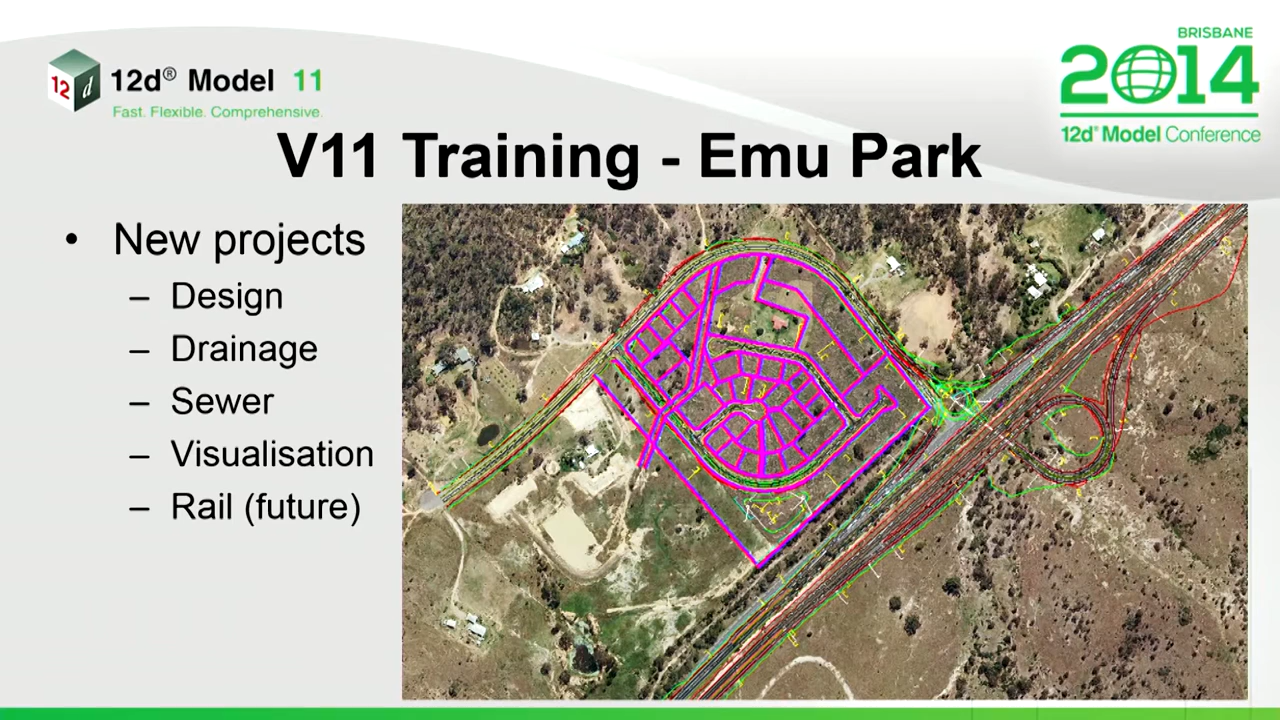 BRISBANE
2014
12d® Model Conference
12d
12d® Model 11
Fast. Flexible. Comprehensive.
V11 Training - Emu Park
• New projects
– Design
– Drainage
– Sewer
– Visualisation
– Rail (future)